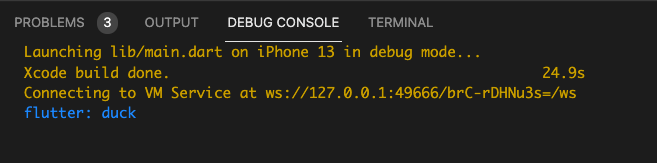 PROBLEMS 3 OUTPUT DEBUG CONSOLE TERMINAL
Launching lib/main.dart on iPhone 13 in debug mode...
Xcode build done. 24.9s
Connecting to VM Service at ws://127.0.0.1:49666/brC-rDHNu3s=/ws
flutter: duck